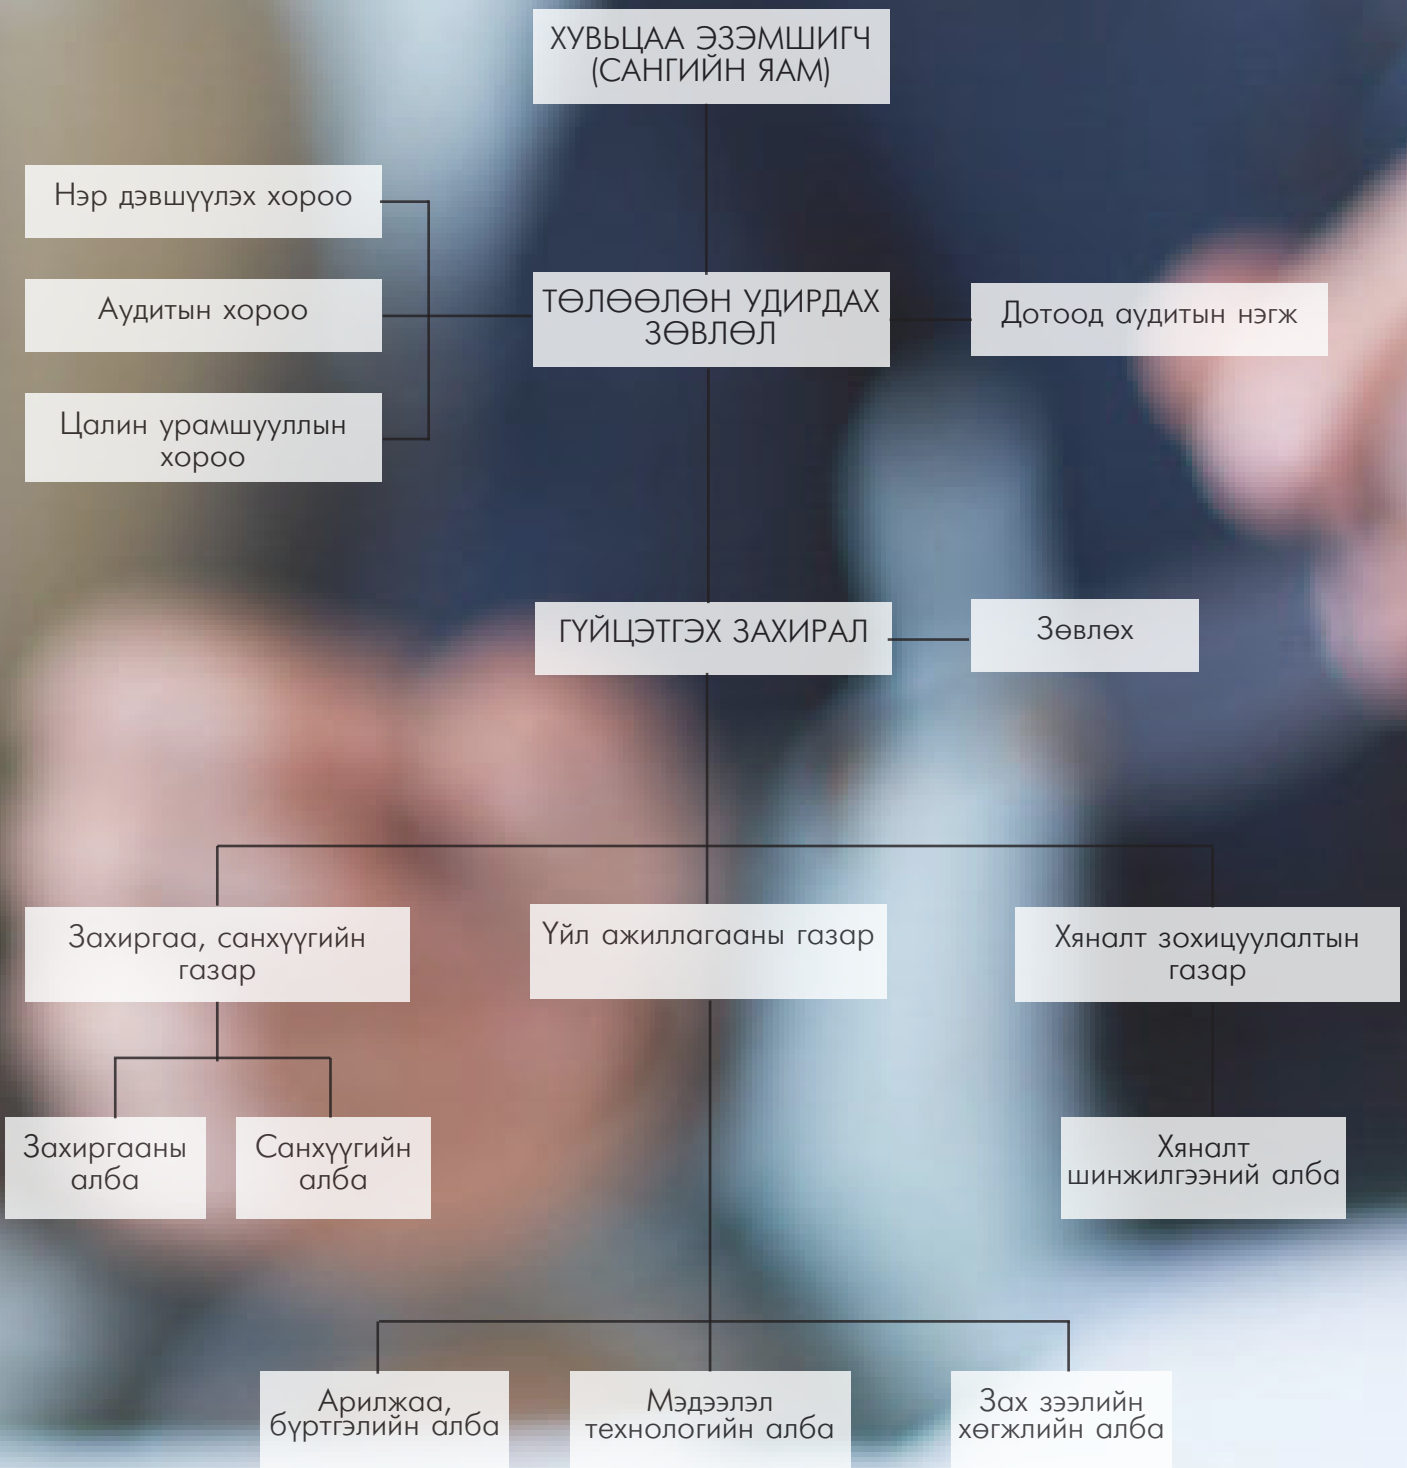 ХУВЬЦАА ЭЗЭМШИГЧ
(САНГИЙН ЯАМ)
Нэр дэвшүүлэх хороо
Аудитын хороо
Цалин урамшууллын
хороо
ТӨЛӨӨЛӨН УДИРДАХ
ЗӨВЛӨЛ
Дотоод аудитын нэгж
ГҮЙЦЭТГЭХ ЗАХИРАЛ
Зөвлөх
Захиргаа, санхүүгийн
газар
Үйл ажиллагааны газар
Хяналт зохицуулалтын
газар
Захиргааны
алба
Санхүүгийн
алба
Хяналт
шинжилгээний алба
Арилжаа,
бүртгэлийн алба
Мэдээлэл
технологийн алба
Зах зээлийн
хөгжлийн алба